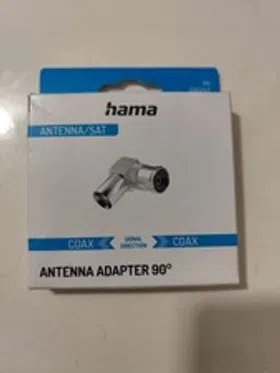 hama
ANTENNA/SAT
COAX
SIGNAL
DIRECTION
COAX
ANTENNA ADAPTER 90°